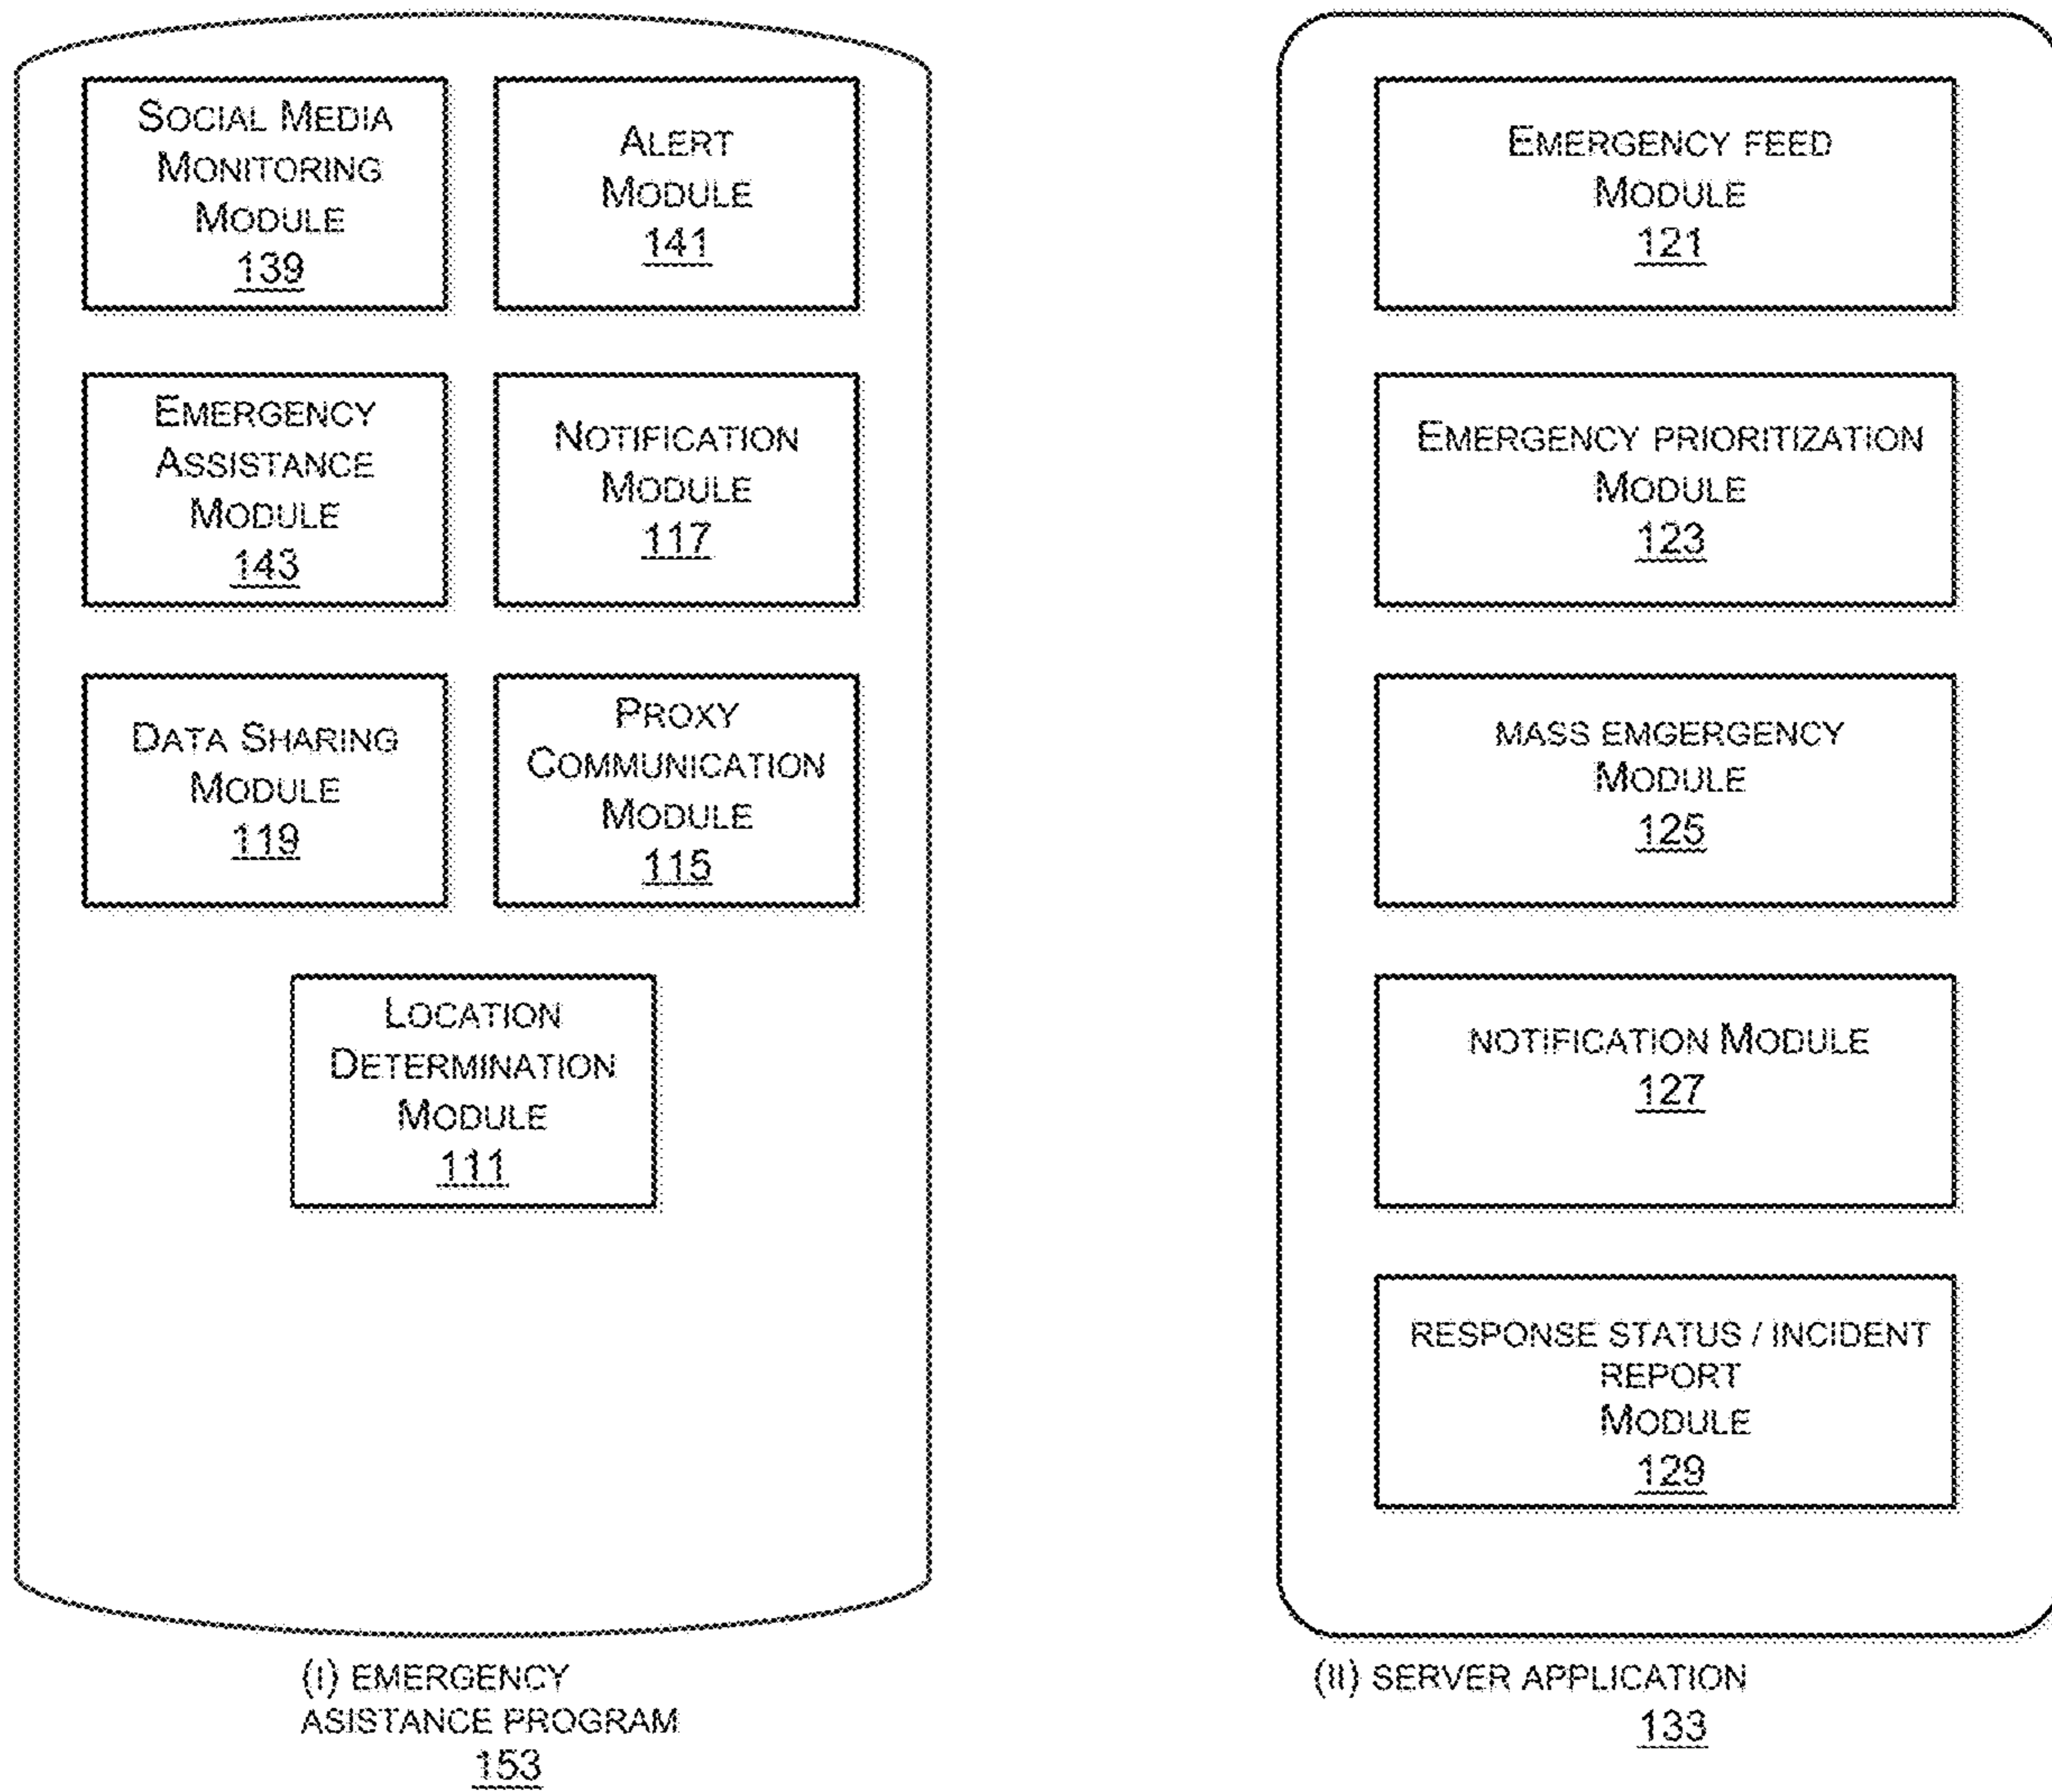 SOCIAL MEDIA
MONITORING
MODULE
139
ALERT
MODULE
141
EMERGENCY
ASSISTANCE
MODULE
143
NOTIFICATION
MODULE
117
DATA SHARING
MODULE
119
PROXY
COMMUNICATION
MODULE
115
LOCATION
DETERMINATION
MODULE
111
(I) EMERGENCY
ASISTANCE PROGRAM
153
EMERGENCY FEED
MODULE
121
EMERGENCY PRIORITIZATION
MODULE
123
MASS EMGERGENCY
MODULE
125
NOTIFICATION MODULE
127
RESPONSE STATUS / INCIDENT
REPORT
MODULE
129
(II) SERVER APPLICATION
133